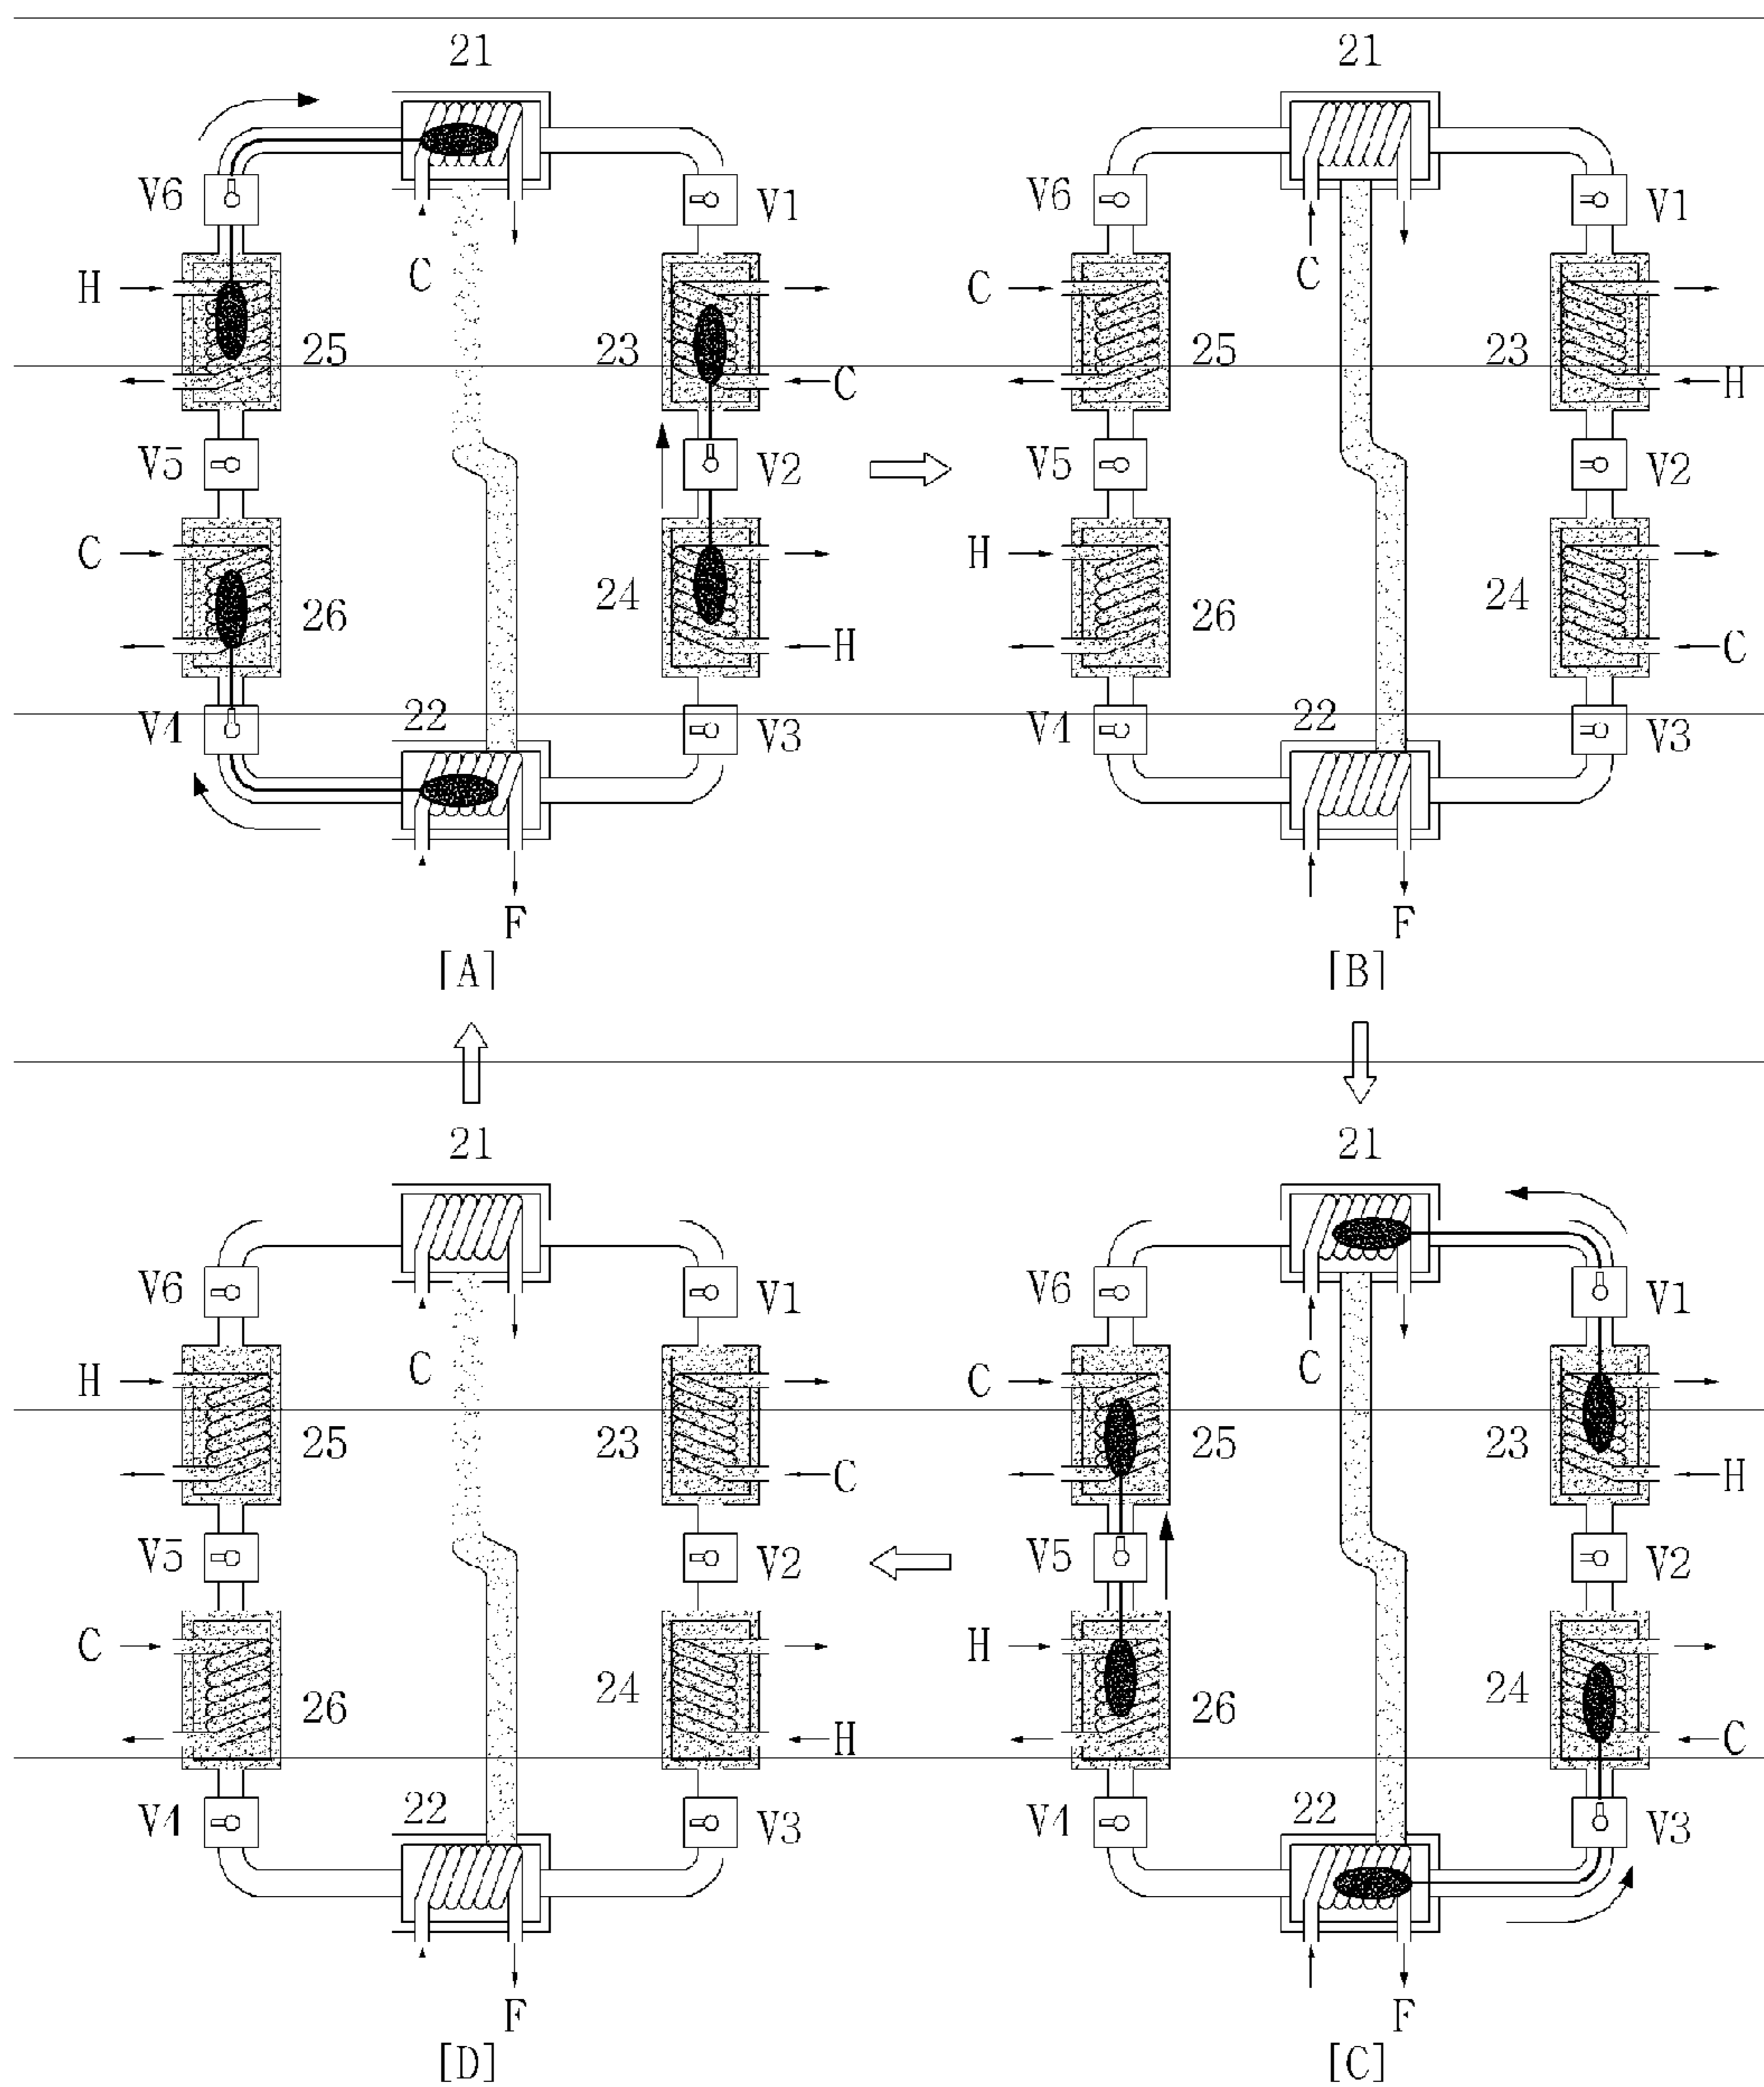 21 21
V6 V1 V6 V1
C C
H C
25 23 25 23
C H
V5 V2 V5 V2
C H
26 24 26 24
H C
22 22
V4 V3 V4 V3
F F
[A] [B]
21 21
V6 V1 V6 V1
C C
H C
25 23 25 23
C H
V5 V2 V5 V2
C H
26 24 26 24
H C
22 22
V4 V3 V4 V3
F F
[D] [C]